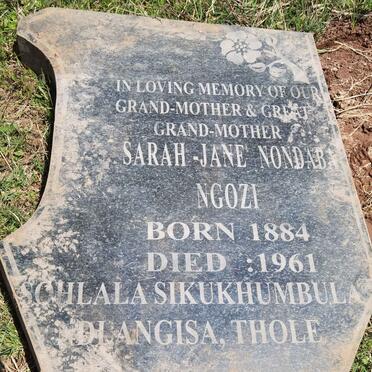 IN LOVING MEMORY OF OUR
GRAND-MOTHER & GREAT
GRAND-MOTHER
SARAH-JANE NONDABA
NGOZI
BORN 1884
DIED :1961
SOHLALA SIKUKHUMBULA
NDLANGISA, THOLE